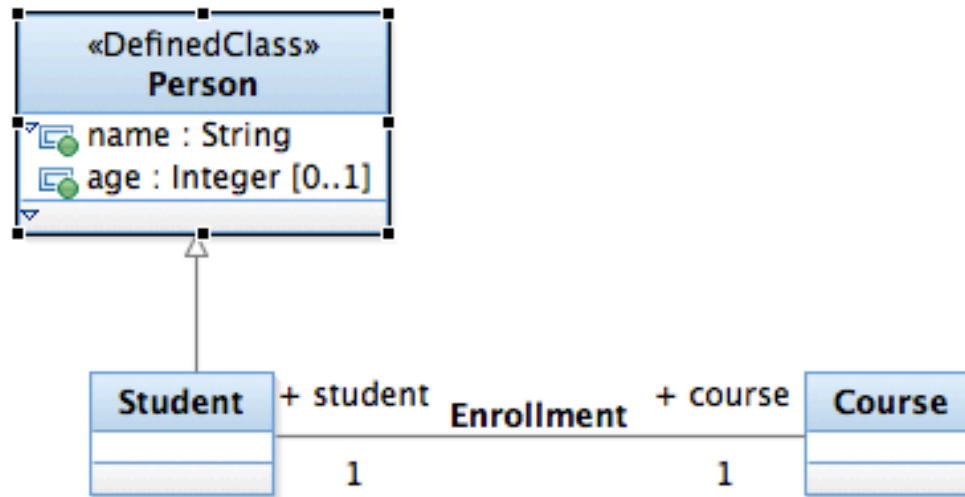 «DefinedClass»
Person
name : String
age : Integer [0..1]
Student
+ student
Enrollment
+ course
Course
1
1